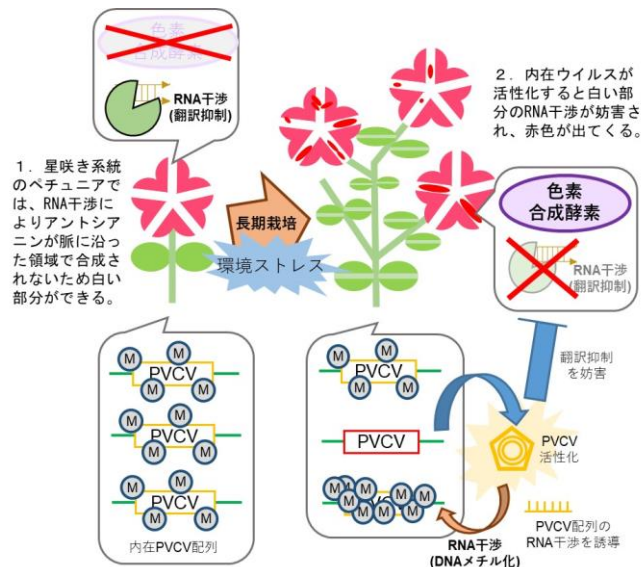 色素
合成酵素
RNA干渉
(翻訳抑制)
1．星咲き系統
のペチュニアで
は、RNA干渉に
よりアントシア
ニンが脈に沿っ
た領域で合成さ
れないため白い
部分ができる。
長期栽培
環境ストレス
2．内在ウイルスが
活性化すると白い部
分のRNA干渉が妨害さ
れ、赤色が出てくる。
色素
合成酵素
RNA干渉
(翻訳抑制)
M M
PVCV
M M M
M M
PVCV
M M M
M M
PVCV
M M M
内在PVCV配列
M M
PVCV
M M M
PVCV
M M M M M
M M M M M
翻訳抑制
を妨害
PVCV
活性化
RNA干渉
(DNAメチル化)
PVCV配列の
RNA干渉を誘導